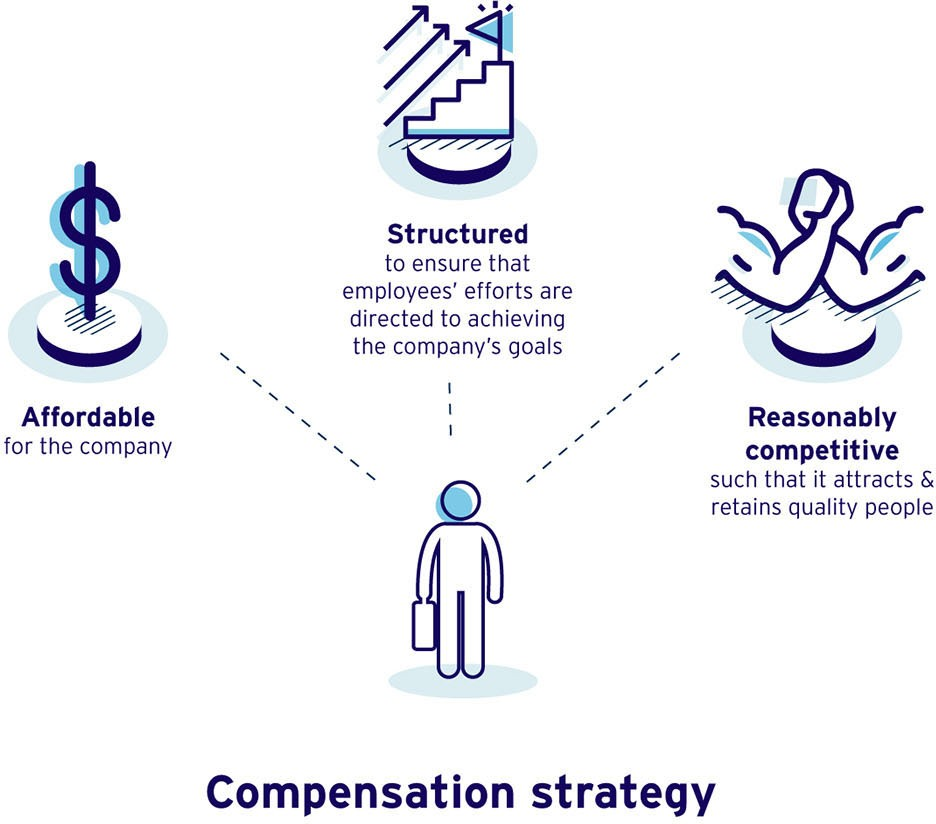 Structured
to ensure that
employees’ efforts are
directed to achieving
the company’s goals
Affordable
for the company
Reasonably
competitive
such that it attracts &
retains quality people
Compensation strategy